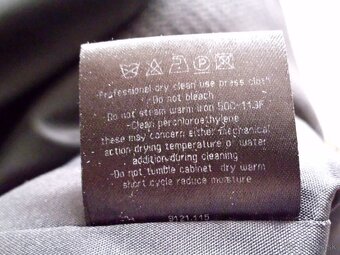 -Professional dry clean use press cloth
-Do not bleach
-Do not steam warm iron 50C-113F
-Clean perchloroethylene
these may concern either mechanical
action drying temperature or water
addition during cleaning
-Do not tumble cabinet dry warm
short cycle reduce moisture
9121.115